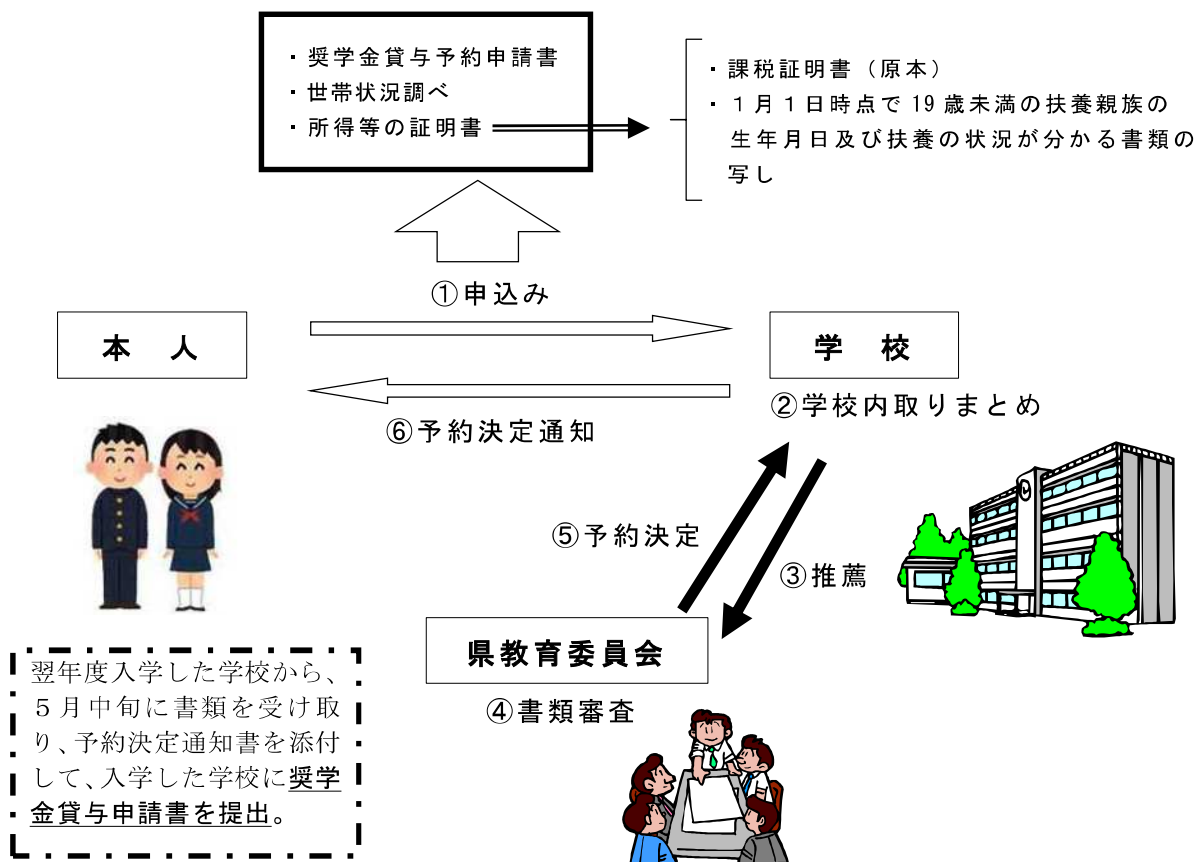 ・奨学金貸与予約申請書
・世帯状況調べ
・所得等の証明書
・課税証明書（原本）
・１月１日時点で 19 歳未満の扶養親族の
生年月日及び扶養の状況が分かる書類の
写し
①申込み
本　人
学　校
⑥予約決定通知
②学校内取りまとめ
⑤予約決定
③推薦
県教育委員会
④書類審査
翌年度入学した学校から、
５月中旬に書類を受け取
り、予約決定通知書を添付
して、入学した学校に奨学
金貸与申請書を提出。